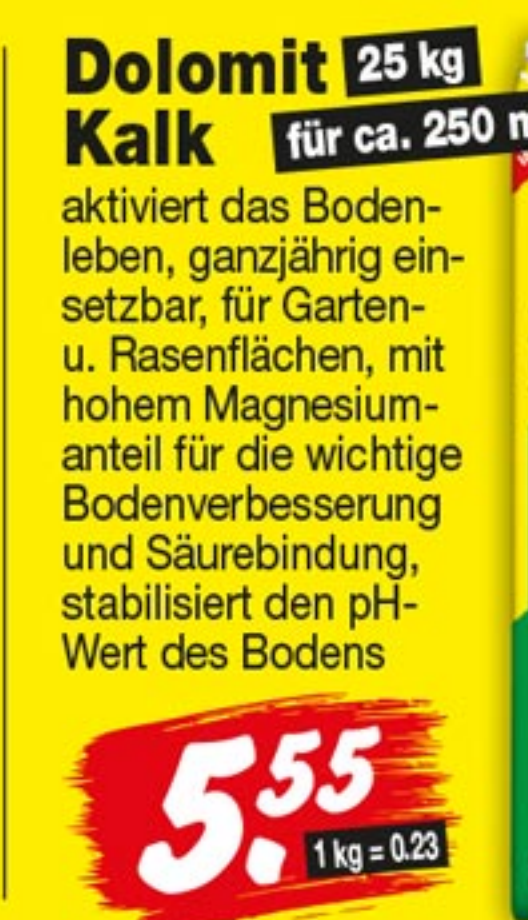 Dolomit 25 kg
Kalk für ca. 250
aktiviert das Boden-
leben, ganzjährig ein-
setzbar, für Garten-
u. Rasenflächen, mit
hohem Magnesium-
anteil für die wichtige
Bodenverbesserung
und Säurebindung,
stabilisiert den pH-
Wert des Bodens
5.55
1 kg = 0.23